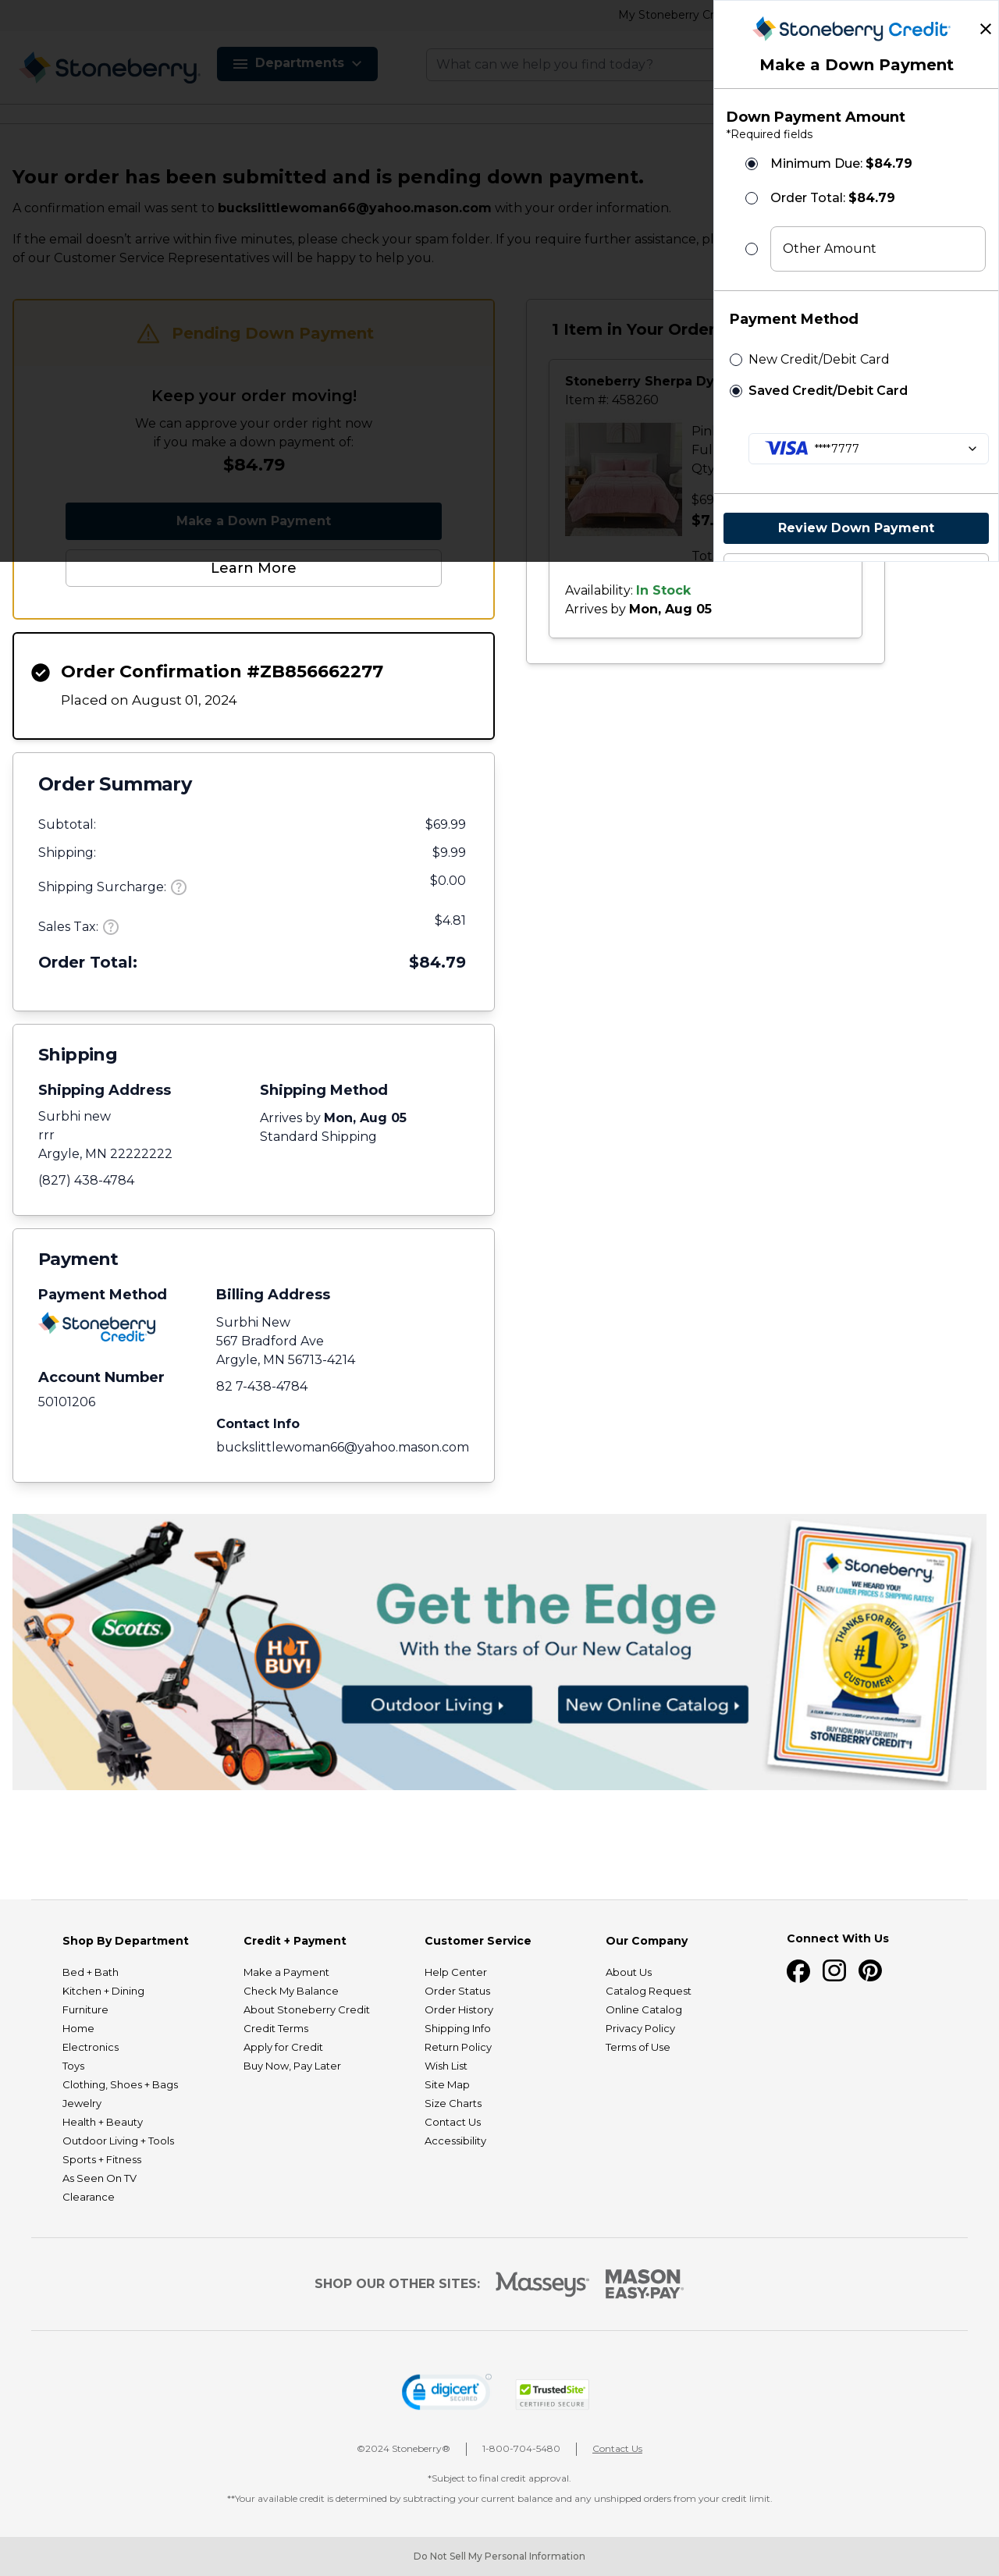 My Stoneberry Cr
Stoneberry
Departments
What can we help you find today?
Your order has been submitted and is pending down payment.
A confirmation email was sent to buckslittlewoman66@yahoo.mason.com with your order information.
If the email doesn't arrive within five minutes, please check your spam folder. If you require further assistance, pl
of our Customer Service Representatives will be happy to help you.
Pending Down Payment
Keep your order moving!
We can approve your order right now
if you make a down payment of:
$84.79
Make a Down Payment
Learn More
1 Item in Your Order
Stoneberry Sherpa Dy
Item #: 458260
Pin
Ful
Qty
$69
$7.
Tot
Availability: In Stock
Arrives by Mon, Aug 05
Stoneberry Credit
Make a Down Payment
Down Payment Amount
*Required fields
Minimum Due: $84.79
Order Total: $84.79
Other Amount
Payment Method
New Credit/Debit Card
Saved Credit/Debit Card
VISA ****7777
Review Down Payment
Order Confirmation #ZB856662277
Placed on August 01, 2024
Order Summary
Subtotal: $69.99
Shipping: $9.99
Shipping Surcharge: ? $0.00
Sales Tax: ? $4.81
Order Total: $84.79
Shipping
Shipping Address
Surbhi new
rrr
Argyle, MN 22222222
(827) 438-4784
Shipping Method
Arrives by Mon, Aug 05
Standard Shipping
Payment
Payment Method
Stoneberry
Credit
Account Number
50101206
Billing Address
Surbhi New
567 Bradford Ave
Argyle, MN 56713-4214
82 7-438-4784
Contact Info
buckslittlewoman66@yahoo.mason.com
Scotts
HOT
BUY!
Get the Edge
With the Stars of Our New Catalog
Outdoor Living
New Online Catalog
Stoneberry
WE HEARD YOU!
ENJOY LOWER PRICES & SHIPPING RATES!
THANKS FOR BEING A
#1
CUSTOMER!
BUY NOW, PAY LATER WITH
STONEBERRY CREDIT!
Shop By Department
Bed + Bath
Kitchen + Dining
Furniture
Home
Electronics
Toys
Clothing, Shoes + Bags
Jewelry
Health + Beauty
Outdoor Living + Tools
Sports + Fitness
As Seen On TV
Clearance
Credit + Payment
Make a Payment
Check My Balance
About Stoneberry Credit
Credit Terms
Apply for Credit
Buy Now, Pay Later
Customer Service
Help Center
Order Status
Order History
Shipping Info
Return Policy
Wish List
Site Map
Size Charts
Contact Us
Accessibility
Our Company
About Us
Catalog Request
Online Catalog
Privacy Policy
Terms of Use
Connect With Us
SHOP OUR OTHER SITES:
Masseys
MASON
EASY•PAY
digicert
SECURED
TrustedSite
CERTIFIED SECURE
©2024 Stoneberry®
1-800-704-5480
Contact Us
*Subject to final credit approval.
**Your available credit is determined by subtracting your current balance and any unshipped orders from your credit limit.
Do Not Sell My Personal Information